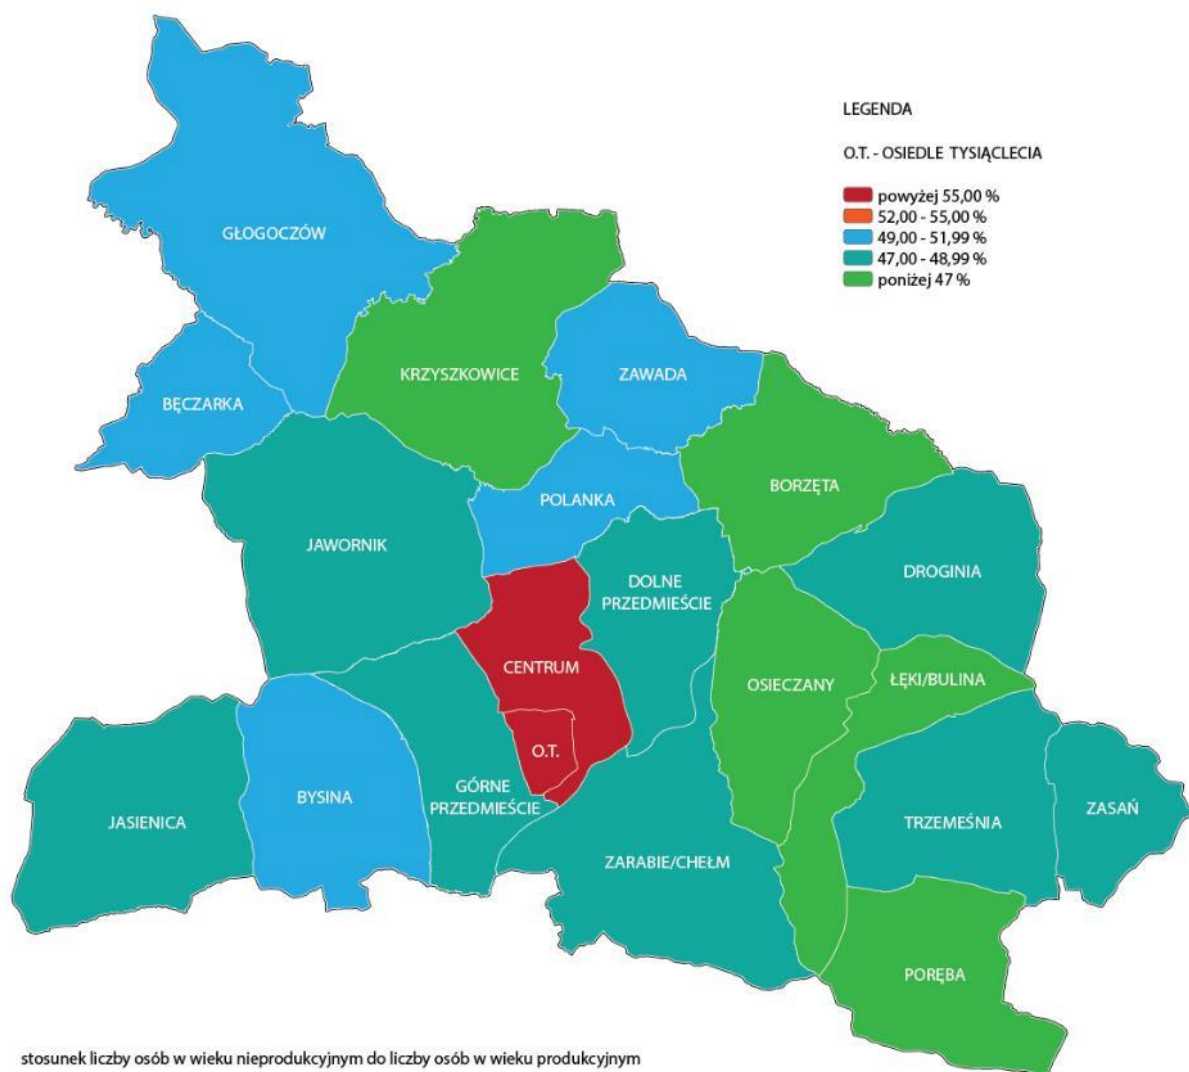 LEGENDA
O.T. - OSIEDLE TYSIĄCLECIA
powyżej 55,00 %
52,00 - 55,00 %
49,00 - 51,99 %
47,00 - 48,99 %
poniżej 47 %
GŁOGOCZÓW
KRZYSZKOWICE
ZAWADA
BĘCZARKA
BORZĘTA
POLANKA
JAWORNIK
DROGINIA
DOLNE
PRZEDMIEŚCIE
CENTRUM
OSIECZANY
ŁĘKI/BULINA
O.T.
GÓRNE
PRZEDMIEŚCIE
BYSINA
JASIENICA
ZASAŃ
TRZEMEŚNIA
ZARABIE/CHEŁM
PORĘBA
stosunek liczby osób w wieku nieprodukcyjnym do liczby osób w wieku produkcyjnym